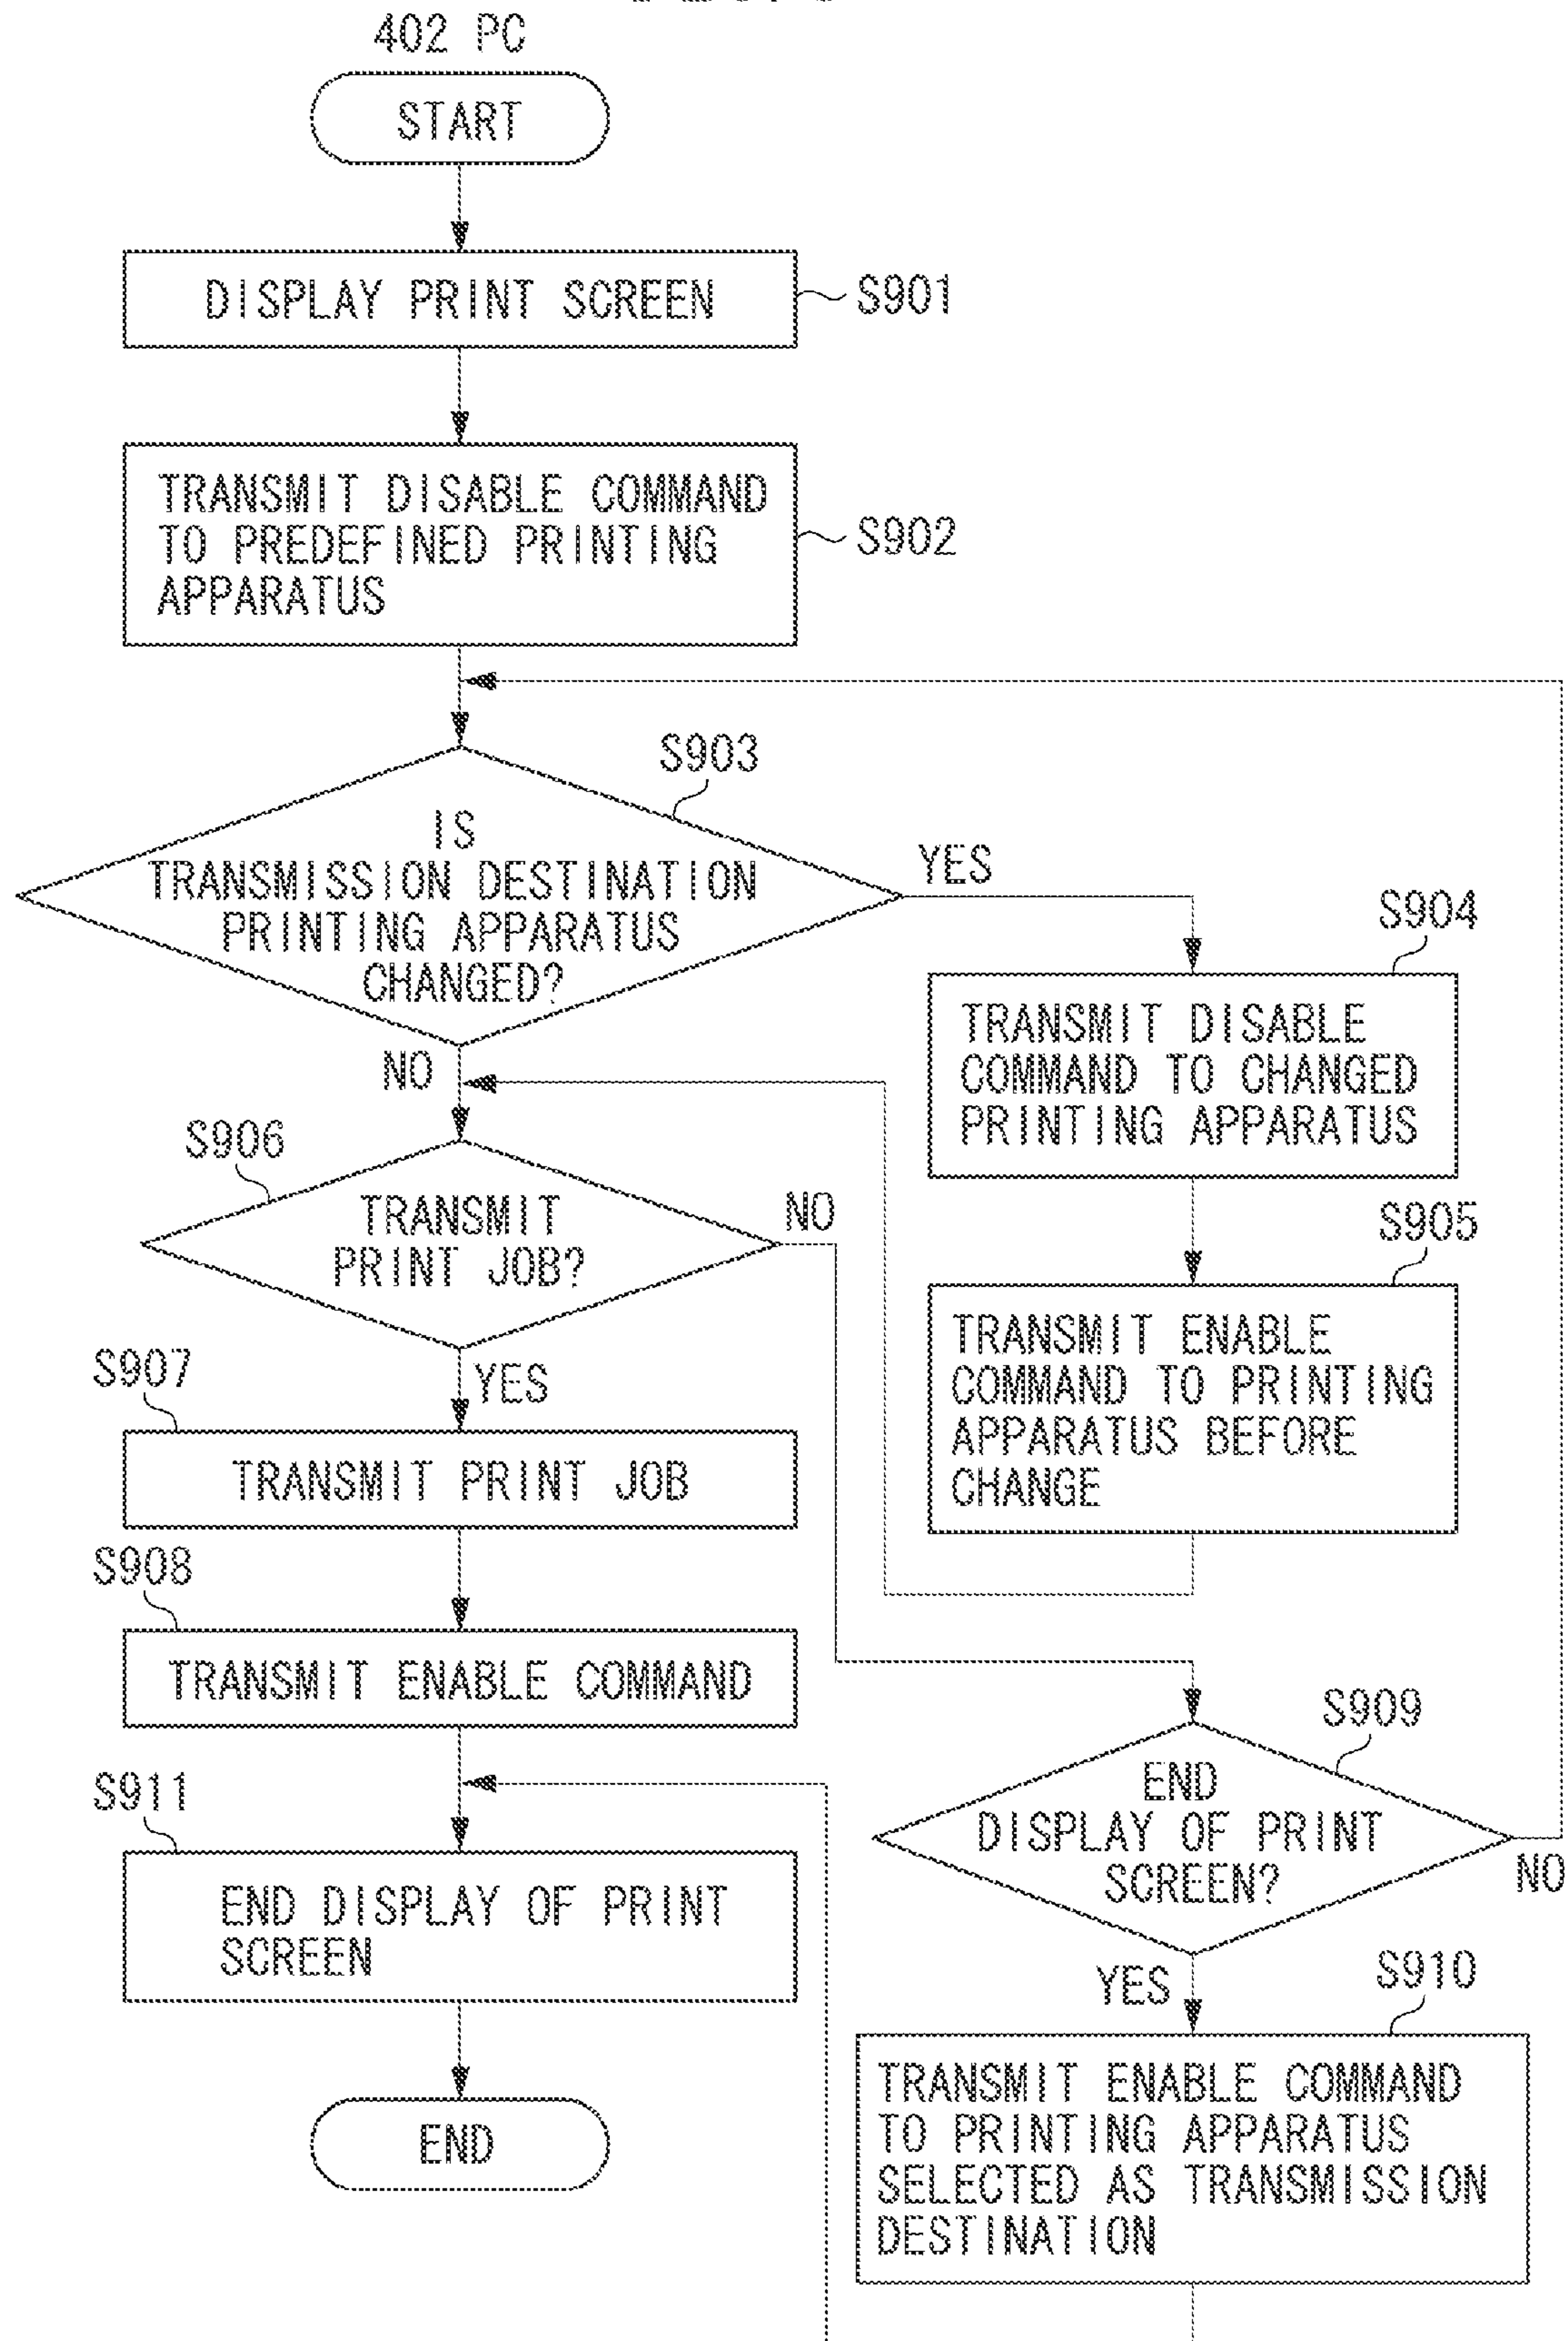 402 PC
START
DISPLAY PRINT SCREEN
S901
TRANSMIT DISABLE COMMAND
TO PREDEFINED PRINTING
APPARATUS
S902
S903
IS
TRANSMISSION DESTINATION
PRINTING APPARATUS
CHANGED?
YES
NO
S904
TRANSMIT DISABLE
COMMAND TO CHANGED
PRINTING APPARATUS
S905
TRANSMIT ENABLE
COMMAND TO PRINTING
APPARATUS BEFORE
CHANGE
S906
TRANSMIT
PRINT JOB?
NO
YES
S907
TRANSMIT PRINT JOB
S908
TRANSMIT ENABLE COMMAND
S909
END
DISPLAY OF PRINT
SCREEN?
NO
YES
S910
TRANSMIT ENABLE COMMAND
TO PRINTING APPARATUS
SELECTED AS TRANSMISSION
DESTINATION
S911
END DISPLAY OF PRINT
SCREEN
END